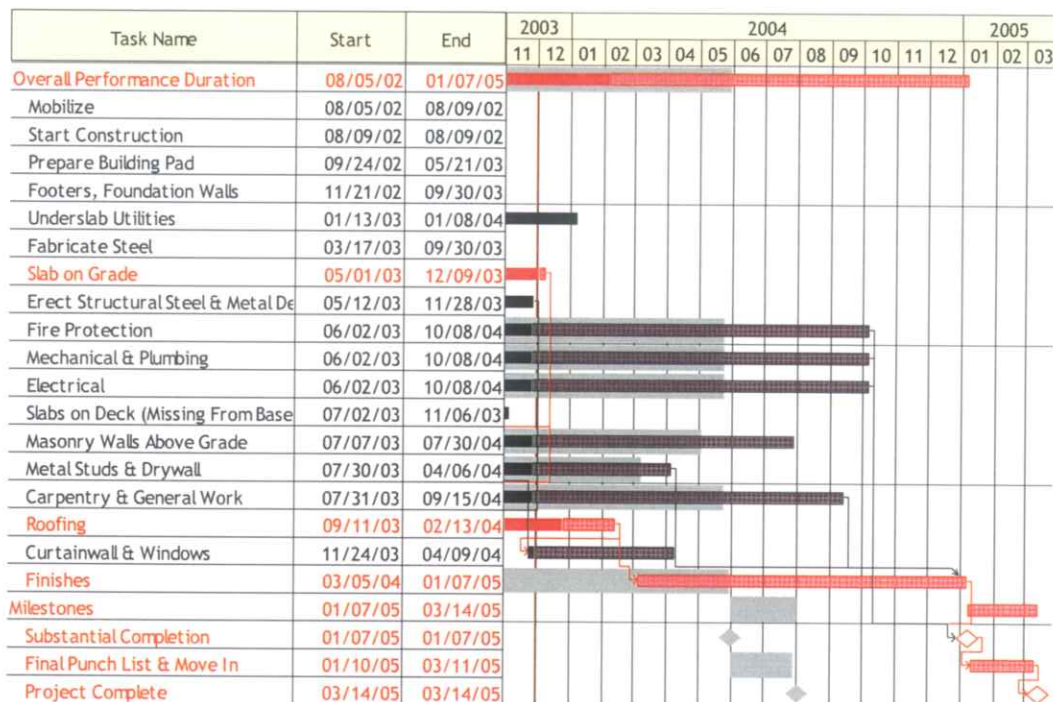 Task Name Start End 2003 2004 2005
11 12 01 02 03 04 05 06 07 08 09 10 11 12 01 02 03
Overall Performance Duration 08/05/02 01/07/05
Mobilize 08/05/02 08/09/02
Start Construction 08/09/02 08/09/02
Prepare Building Pad 09/24/02 05/21/03
Footers, Foundation Walls 11/21/02 09/30/03
Underslab Utilities 01/13/03 01/08/04
Fabricate Steel 03/17/03 09/30/03
Slab on Grade 05/01/03 12/09/03
Erect Structural Steel & Metal De 05/12/03 11/28/03
Fire Protection 06/02/03 10/08/04
Mechanical & Plumbing 06/02/03 10/08/04
Electrical 06/02/03 10/08/04
Slabs on Deck (Missing From Base 07/02/03 11/06/03
Masonry Walls Above Grade 07/07/03 07/30/04
Metal Studs & Drywall 07/30/03 04/06/04
Carpentry & General Work 07/31/03 09/15/04
Roofing 09/11/03 02/13/04
Curtainwall & Windows 11/24/03 04/09/04
Finishes 03/05/04 01/07/05
Milestones 01/07/05 03/14/05
Substantial Completion 01/07/05 01/07/05
Final Punch List & Move In 01/10/05 03/11/05
Project Complete 03/14/05 03/14/05